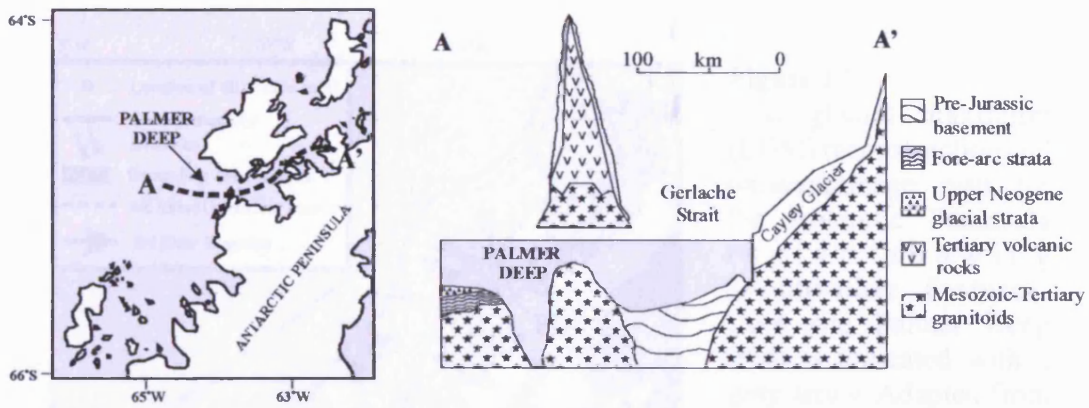 64°S
PALMER
DEEP
A
A'
ANTARCTIC PENINSULA
66°S
65°W
63°W
A
A'
100 km 0
Gerlache
Strait
Cayley Glacier
PALMER
DEEP
Pre-Jurassic
basement
Fore-arc strata
Upper Neogene
glacial strata
Tertiary volcanic
rocks
Mesozoic-Tertiary
granitoids